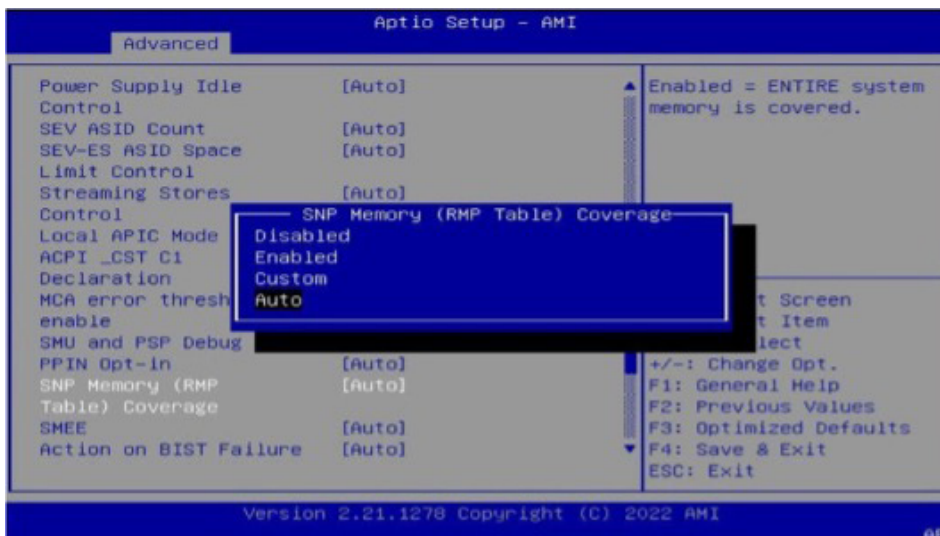 Aptio Setup – AMI
Advanced
Power Supply Idle [Auto]
Control
SEV ASID Count [Auto]
SEV-ES ASID Space [Auto]
Limit Control
Streaming Stores [Auto]
Control
Local APIC Mode
ACPI _CST C1
Declaration
MCA error thresh
enable
SMU and PSP Debug
PPIN Opt-in [Auto]
SNP Memory (RMP [Auto]
Table) Coverage
SMEE [Auto]
Action on BIST Failure [Auto]
SNP Memory (RMP Table) Coverage
Disabled
Enabled
Custom
Auto
Enabled = ENTIRE system
memory is covered.
t Screen
t Item
lect
+/-: Change Opt.
F1: General Help
F2: Previous Values
F3: Optimized Defaults
F4: Save & Exit
ESC: Exit
Version 2.21.1278 Copyright (C) 2022 AMI